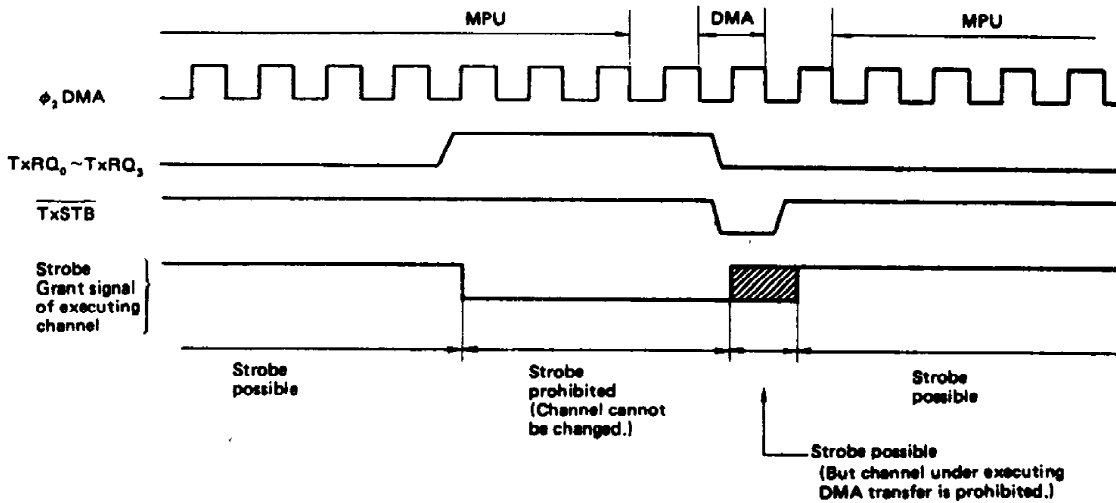 MPU DMA MPU
φ₂ DMA
TxRQ₀~TxRQ₃
TxSTB
Strobe
Grant signal
of executing
channel
Strobe
possible
Strobe
prohibited
(Channel cannot
be changed.)
Strobe
possible
Strobe possible
(But channel under executing
DMA transfer is prohibited.)